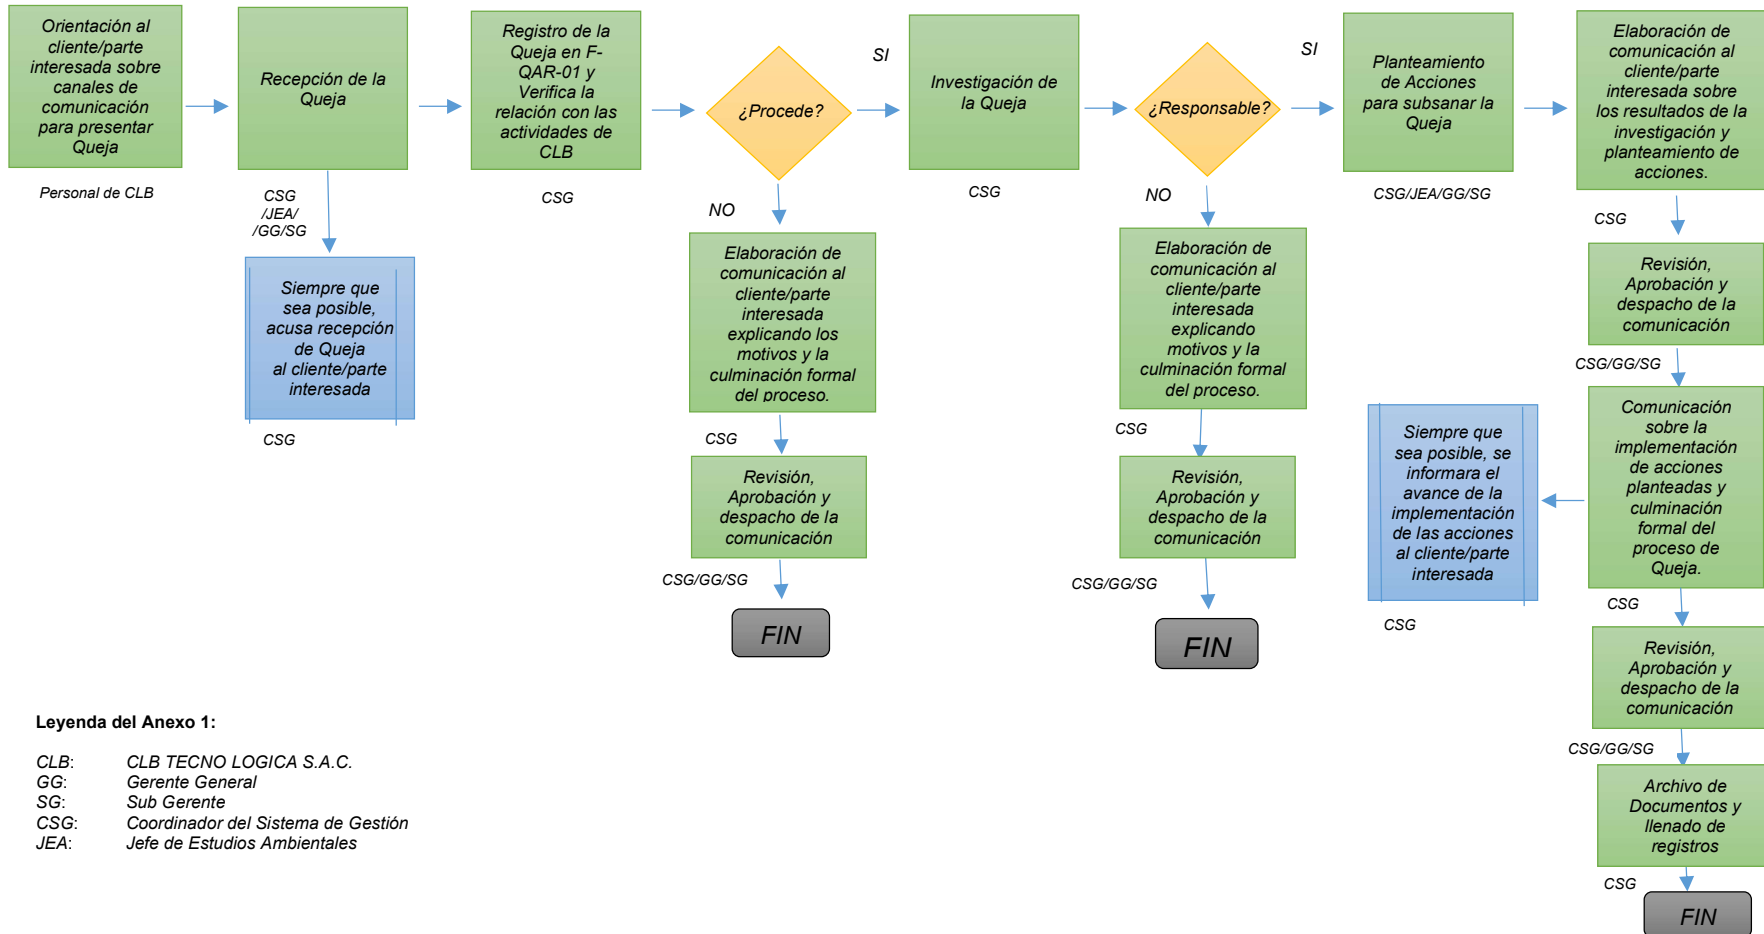 Orientación al
cliente/parte
interesada sobre
canales de
comunicación
para presentar
Queja
Personal de CLB
Recepción de la
Queja
CSG
/JEA/
/GG/SG
Siempre que
sea posible,
acusa recepción
de Queja
al cliente/parte
interesada
CSG
Registro de la
Queja en F-
QAR-01 y
Verifica la
relación con las
actividades de
CLB
CSG
¿Procede?
SI
NO
Elaboración de
comunicación al
cliente/parte
interesada
explicando los
motivos y la
culminación formal
del proceso.
CSG
Revisión,
Aprobación y
despacho de la
comunicación
CSG/GG/SG
FIN
Investigación de
la Queja
CSG
¿Responsable?
SI
NO
Elaboración de
comunicación al
cliente/parte
interesada
explicando
motivos y la
culminación formal
del proceso.
CSG
Revisión,
Aprobación y
despacho de la
comunicación
CSG/GG/SG
FIN
Planteamiento
de Acciones
para subsanar la
Queja
CSG/JEA/GG/SG
Elaboración de
comunicación al
cliente/parte
interesada sobre
los resultados de la
investigación y
planteamiento de
acciones.
CSG
Revisión,
Aprobación y
despacho de la
comunicación
CSG/GG/SG
Comunicación
sobre la
implementación
de acciones
planteadas y
culminación
formal del
proceso de
Queja.
CSG
Siempre que
sea posible, se
informara el
avance de la
implementación
de las acciones
al cliente/parte
interesada
CSG
Revisión,
Aprobación y
despacho de la
comunicación
CSG/GG/SG
Archivo de
Documentos y
llenado de
registros
CSG
FIN
Leyenda del Anexo 1:
CLB: CLB TECNO LOGICA S.A.C.
GG: Gerente General
SG: Sub Gerente
CSG: Coordinador del Sistema de Gestión
JEA: Jefe de Estudios Ambientales